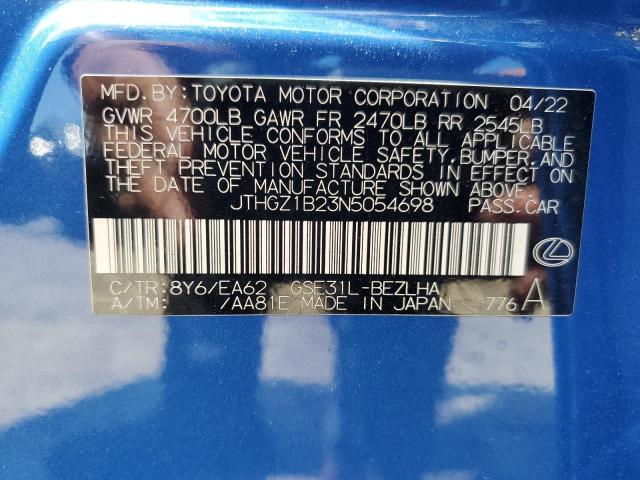 MFD. BY: TOYOTA MOTOR CORPORATION 04/22
GVWR 4700LB GAWR FR 2470LB RR 2545LB
THIS VEHICLE CONFORMS TO ALL APPLICABLE
FEDERAL MOTOR VEHICLE SAFETY, BUMPER, AND
THEFT PREVENTION STANDARDS IN EFFECT ON
THE DATE OF MANUFACTURE SHOWN ABOVE.
JTHGZ1B23N5054698 PASS. CAR
C/TR: 8Y6/EA62 GSE31L-BEZLHA
A/TM: /AA81E MADE IN JAPAN 776 A